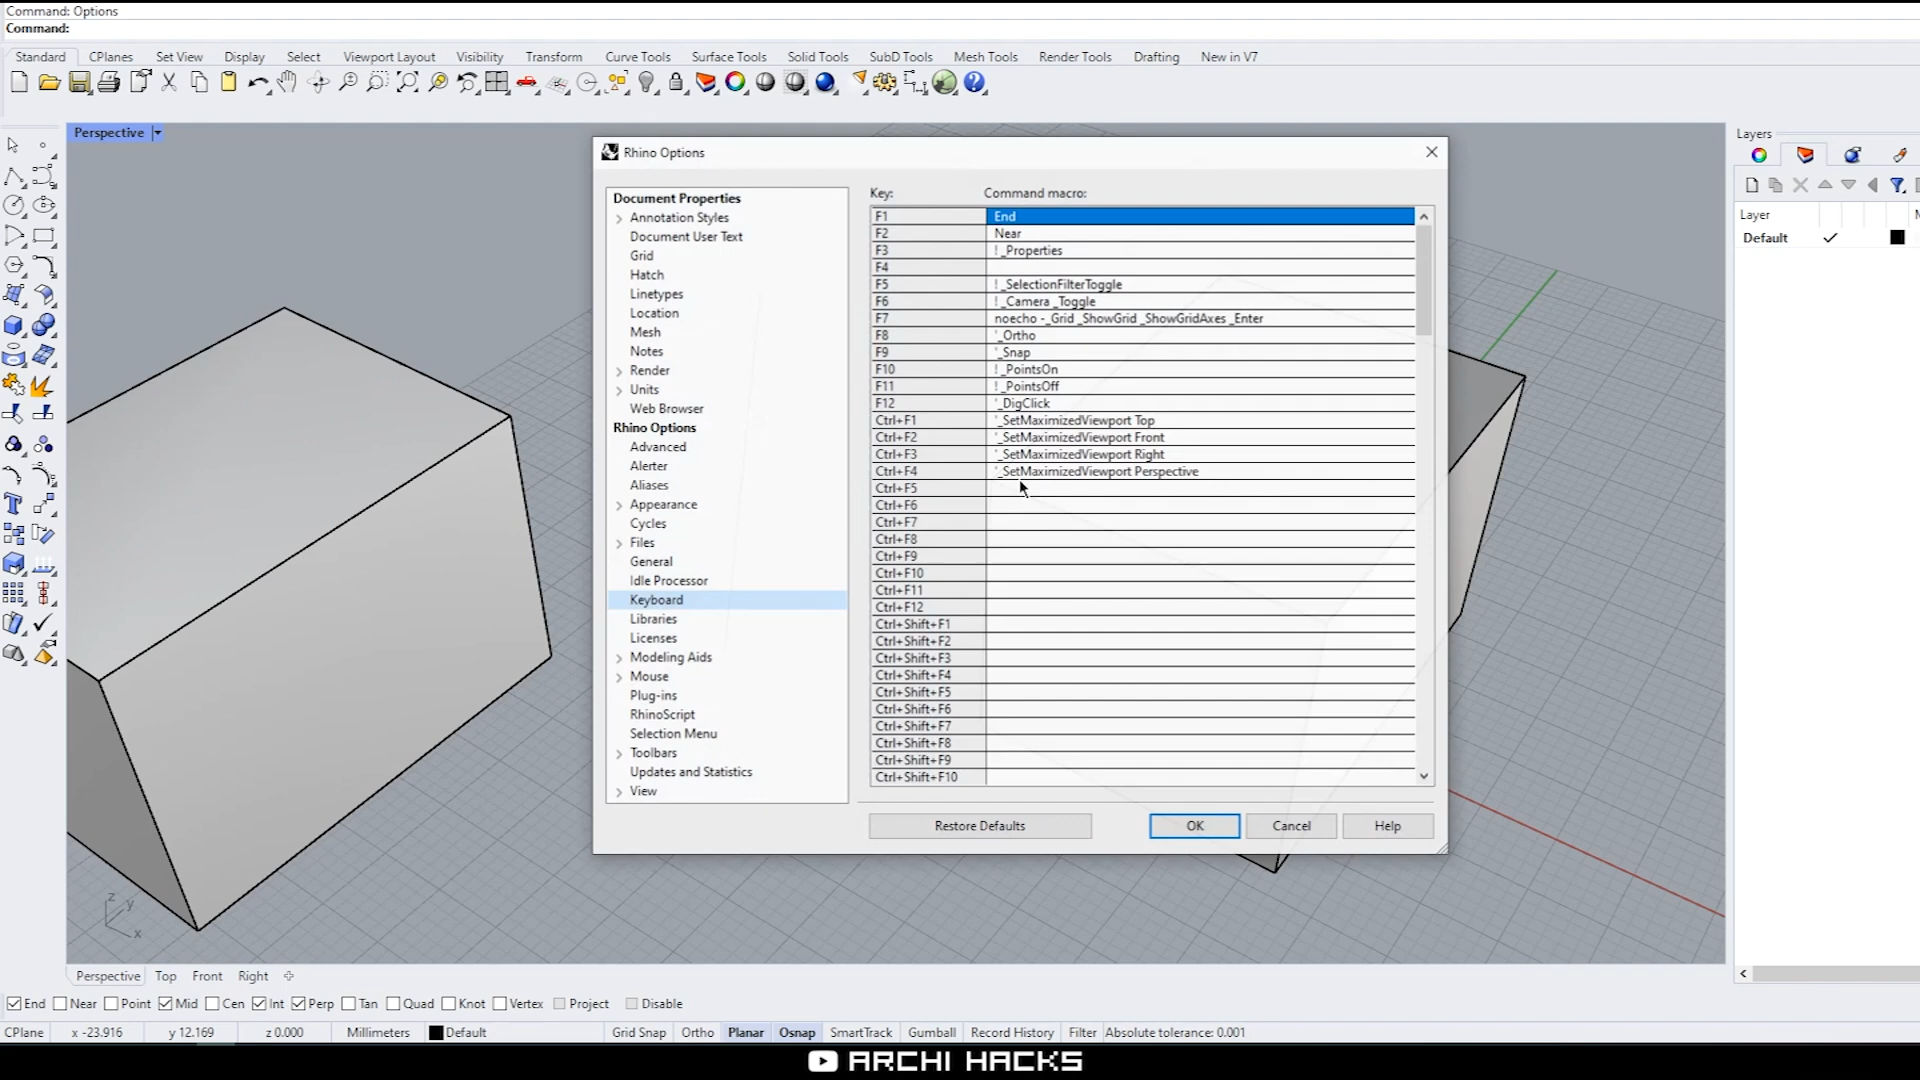 Command: Options
Command:
Standard CPlanes Set View Display Select Viewport Layout Visibility Transform Curve Tools Surface Tools Solid Tools SubD Tools Mesh Tools Render Tools Drafting New in V7
Perspective
Layers
Rhino Options
Document Properties
Annotation Styles
Document User Text
Grid
Hatch
Linetypes
Location
Mesh
Notes
Render
Units
Web Browser
Rhino Options
Advanced
Alerter
Aliases
Appearance
Cycles
Files
General
Idle Processor
Keyboard
Libraries
Licenses
Modeling Aids
Mouse
Plug-ins
RhinoScript
Selection Menu
Toolbars
Updates and Statistics
View
Key: Command macro:
F1 End
F2 Near
F3 ! _Properties
F4
F5 ! _SelectionFilterToggle
F6 ! _Camera _Toggle
F7 noecho -_Grid _ShowGrid _ShowGridAxes _Enter
F8 '_Ortho
F9 '_Snap
F10 ! _PointsOn
F11 ! _PointsOff
F12 '_DigClick
Ctrl+F1 '_SetMaximizedViewport Top
Ctrl+F2 '_SetMaximizedViewport Front
Ctrl+F3 '_SetMaximizedViewport Right
Ctrl+F4 '_SetMaximizedViewport Perspective
Ctrl+F5
Ctrl+F6
Ctrl+F7
Ctrl+F8
Ctrl+F9
Ctrl+F10
Ctrl+F11
Ctrl+F12
Ctrl+Shift+F1
Ctrl+Shift+F2
Ctrl+Shift+F3
Ctrl+Shift+F4
Ctrl+Shift+F5
Ctrl+Shift+F6
Ctrl+Shift+F7
Ctrl+Shift+F8
Ctrl+Shift+F9
Ctrl+Shift+F10
Restore Defaults OK Cancel Help
Layer M
Default
z
y
x
Perspective Top Front Right
End Near Point Mid Cen Int Perp Tan Quad Knot Vertex Project Disable
CPlane x -23.916 y 12.169 z 0.000 Millimeters Default Grid Snap Ortho Planar Osnap SmartTrack Gumball Record History Filter Absolute tolerance: 0.001
ARCHI HACKS